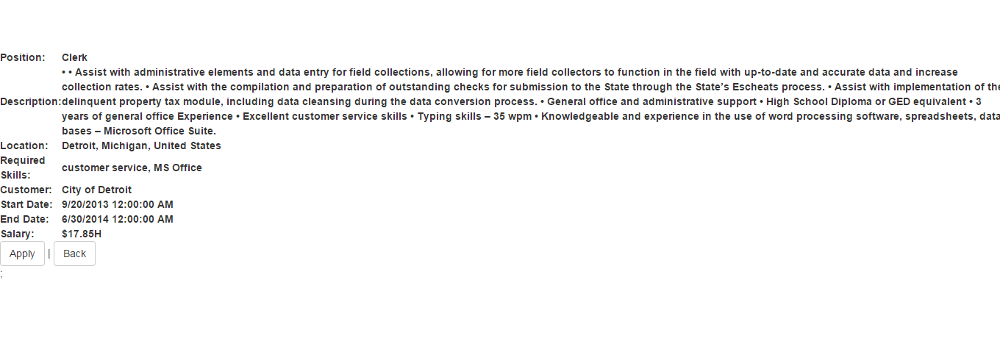 Position: Clerk
• • Assist with administrative elements and data entry for field collections, allowing for more field collectors to function in the field with up-to-date and accurate data and increase
collection rates. • Assist with the compilation and preparation of outstanding checks for submission to the State through the State’s Escheats process. • Assist with implementation of the
Description: delinquent property tax module, including data cleansing during the data conversion process. • General office and administrative support • High School Diploma or GED equivalent • 3
years of general office Experience • Excellent customer service skills • Typing skills – 35 wpm • Knowledgeable and experience in the use of word processing software, spreadsheets, data
bases – Microsoft Office Suite.
Location: Detroit, Michigan, United States
Required
Skills: customer service, MS Office
Customer: City of Detroit
Start Date: 9/20/2013 12:00:00 AM
End Date: 6/30/2014 12:00:00 AM
Salary: $17.85H
Apply | Back
;